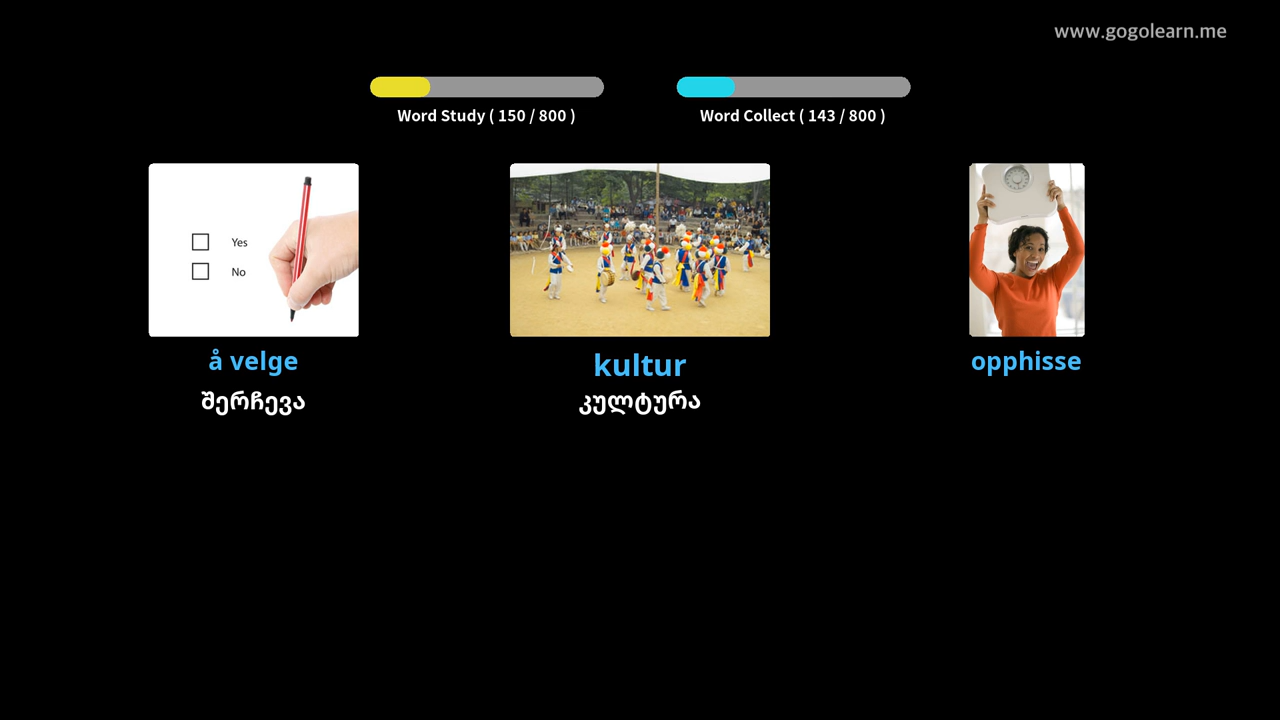 www.gogolearn.me
Word Study ( 150 / 800 )
Word Collect ( 143 / 800 )
Yes
No
å velge
შერჩევა
kultur
კულტურა
opphisse